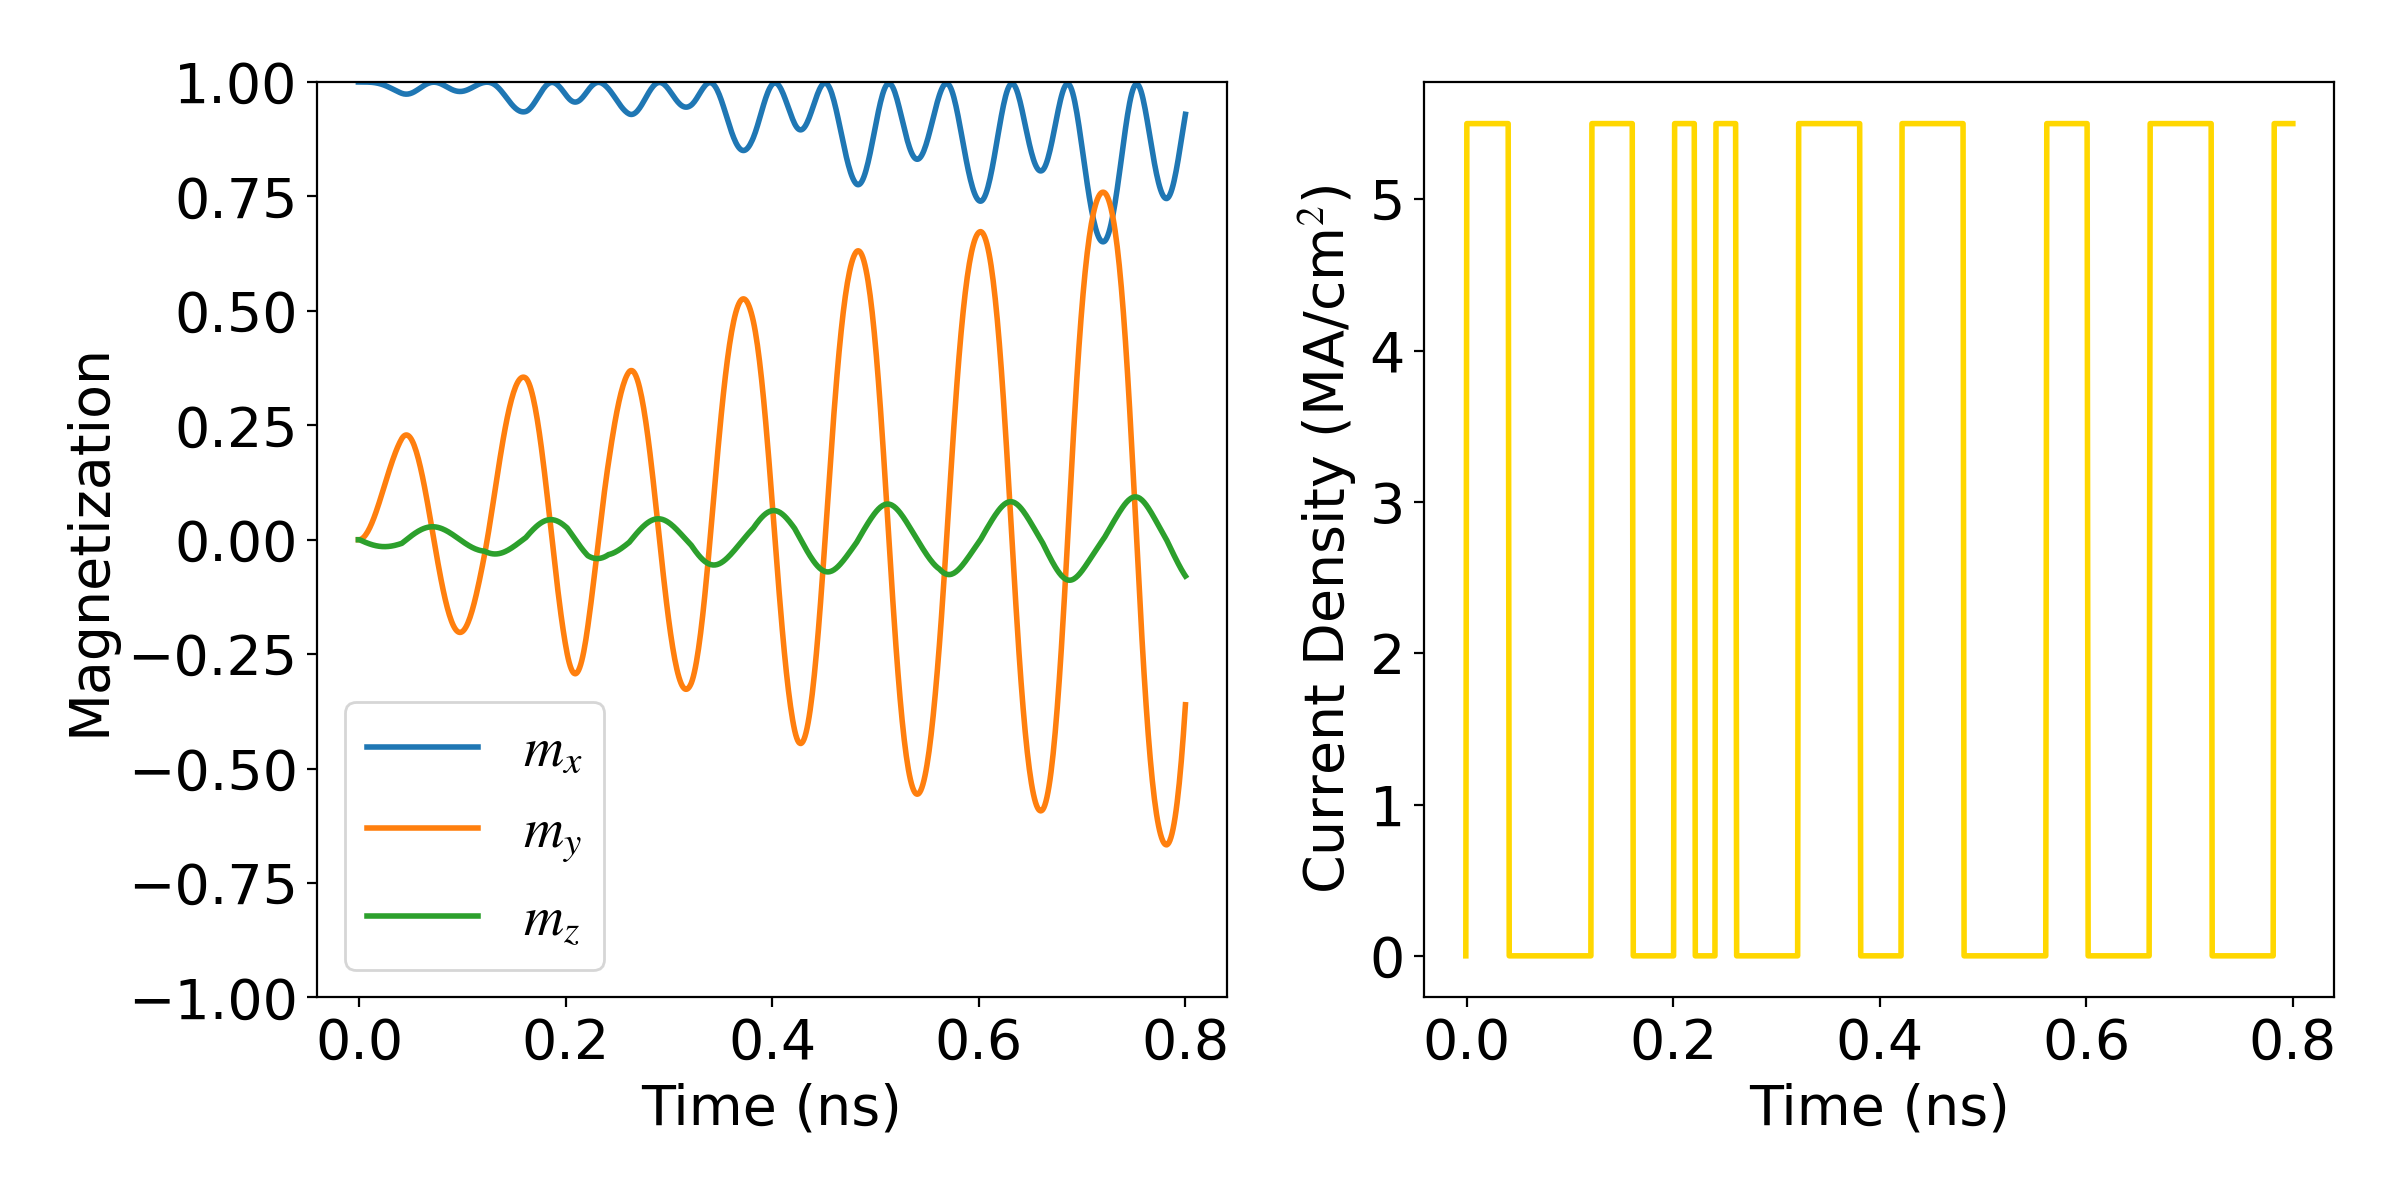 Magnetization
1.00
0.75
0.50
0.25
0.00
−0.25
−0.50
−0.75
−1.00
0.0 0.2 0.4 0.6 0.8
Time (ns)
m_x
m_y
m_z
Current Density (MA/cm²)
5
4
3
2
1
0
0.0 0.2 0.4 0.6 0.8
Time (ns)